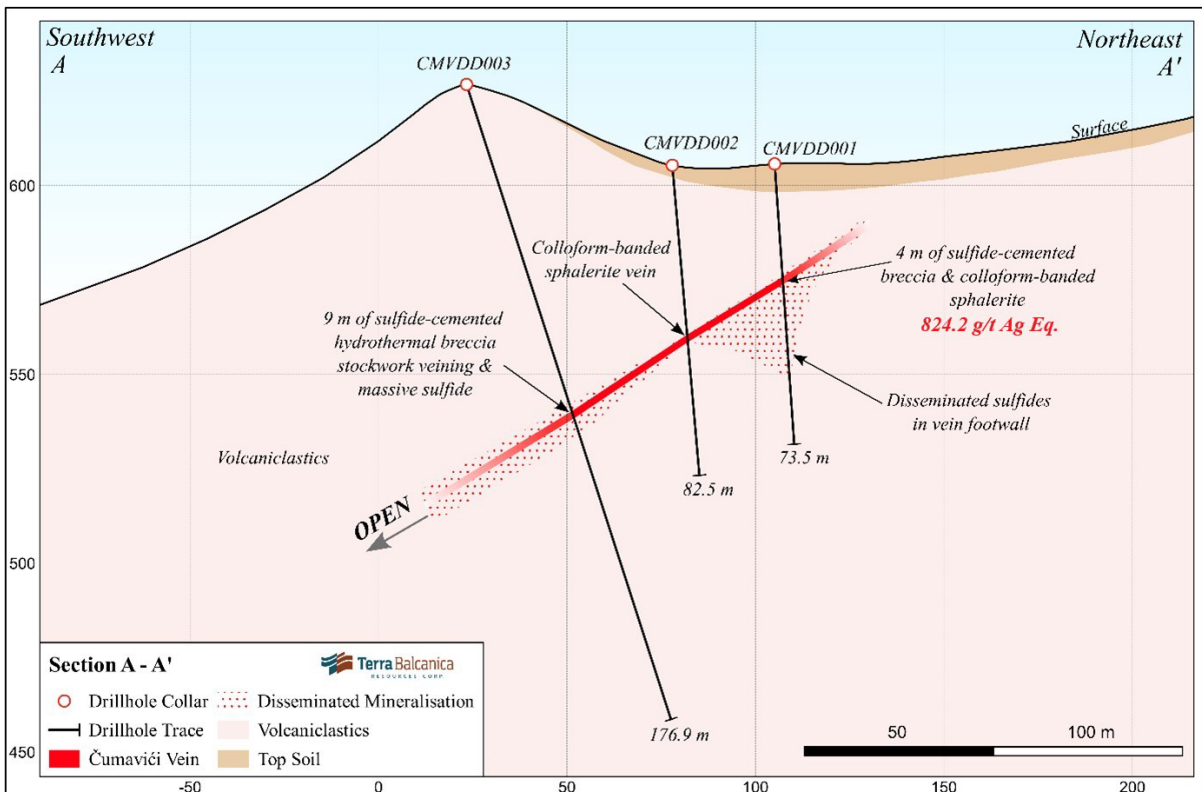 Southwest
A
Northeast
A'
CMVDD003
CMVDD002
CMVDD001
Surface
600
550
500
450
Colloform-banded
sphalerite vein
4 m of sulfide-cemented
breccia & colloform-banded
sphalerite
824.2 g/t Ag Eq.
9 m of sulfide-cemented
hydrothermal breccia
stockwork veining &
massive sulfide
Disseminated sulfides
in vein footwall
Volcaniclastics
OPEN
73.5 m
82.5 m
176.9 m
Section A - A'
Terra Balcanica
RESOURCES CORP.
Drillhole Collar
Disseminated Mineralisation
Drillhole Trace
Volcaniclastics
Čumavići Vein
Top Soil
50
100 m
-50
0
50
100
150
200